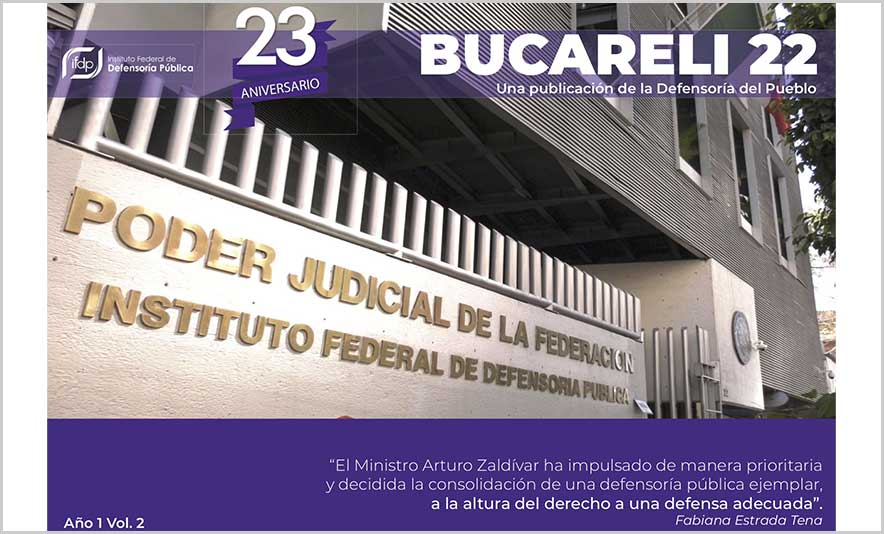 ifdp
Instituto Federal de
Defensoría Pública
23
ANIVERSARIO
BUCARELI 22
Una publicación de la Defensoría del Pueblo
PODER JUDICIAL DE LA FEDERACION
INSTITUTO FEDERAL DE DEFENSORIA PUBLICA
“El Ministro Arturo Zaldívar ha impulsado de manera prioritaria
y decidida la consolidación de una defensoría pública ejemplar,
a la altura del derecho a una defensa adecuada”.
Fabiana Estrada Tena
Año 1 Vol. 2